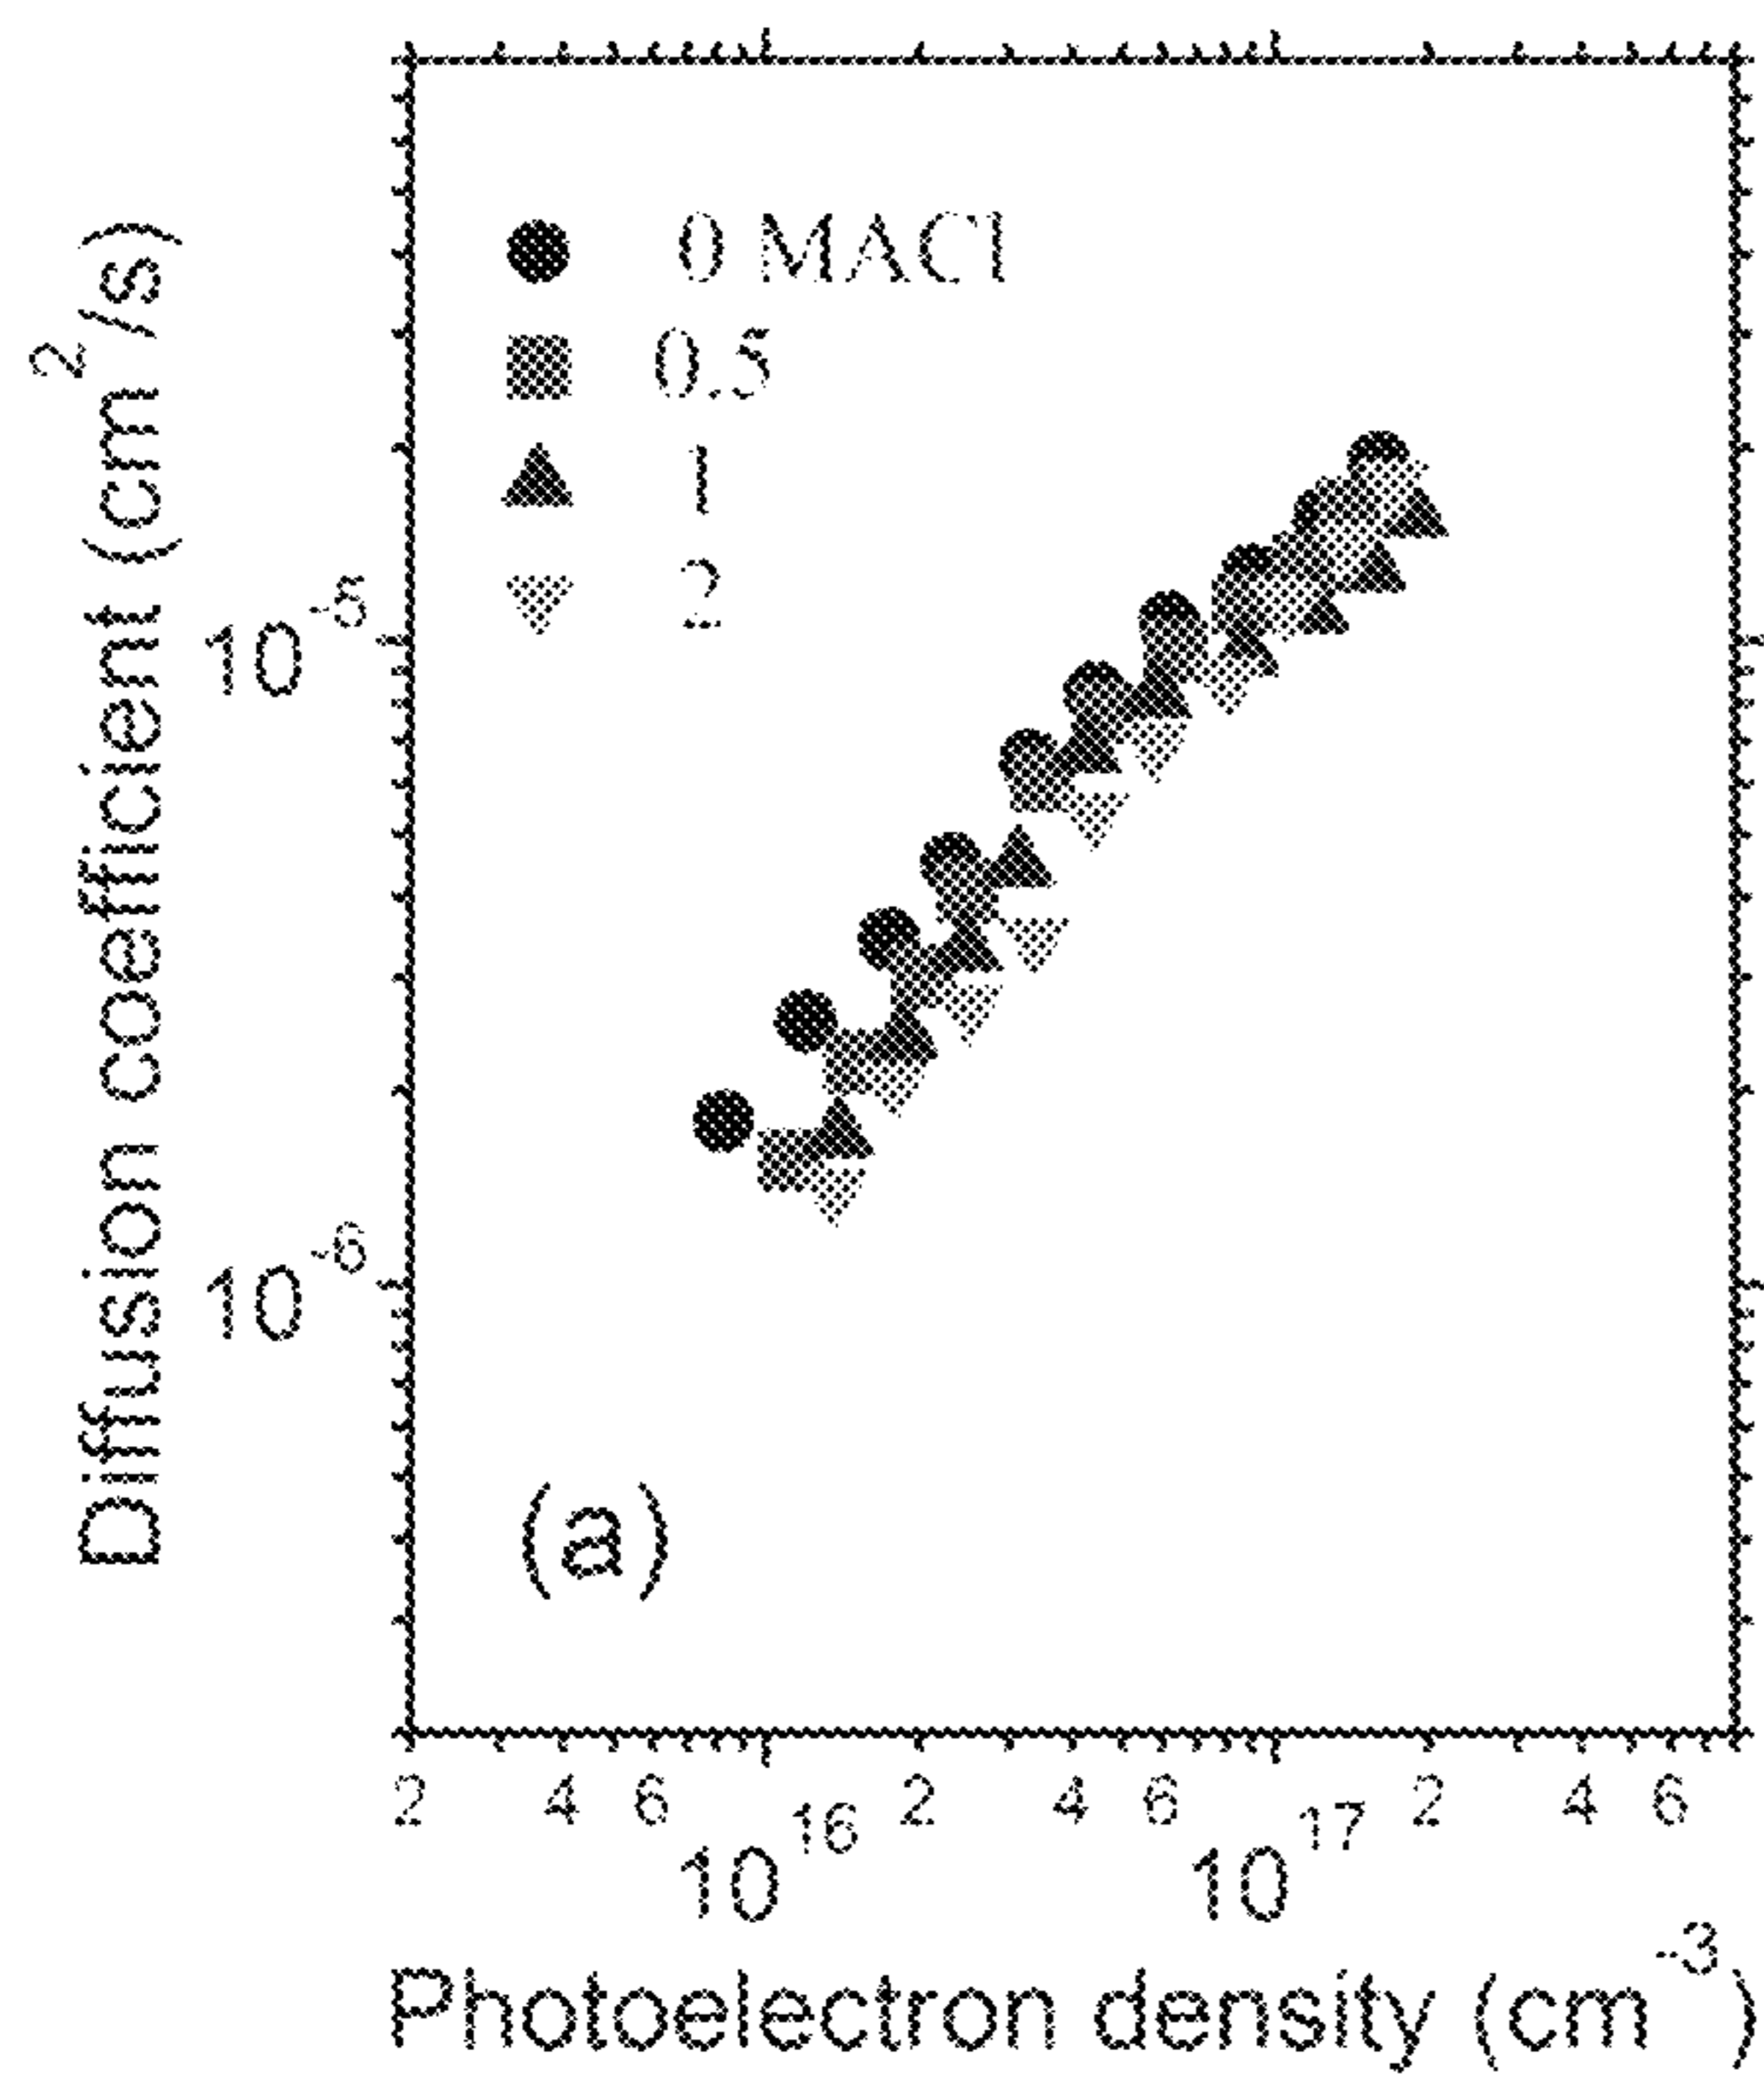 Diffusion coefficient (cm²/s)
0 MACl
0.5
1
2
10⁻⁵
10⁻⁶
(a)
2 4 6 2 4 6 2 4 6
10¹⁶ 10¹⁷
Photoelectron density (cm⁻³)